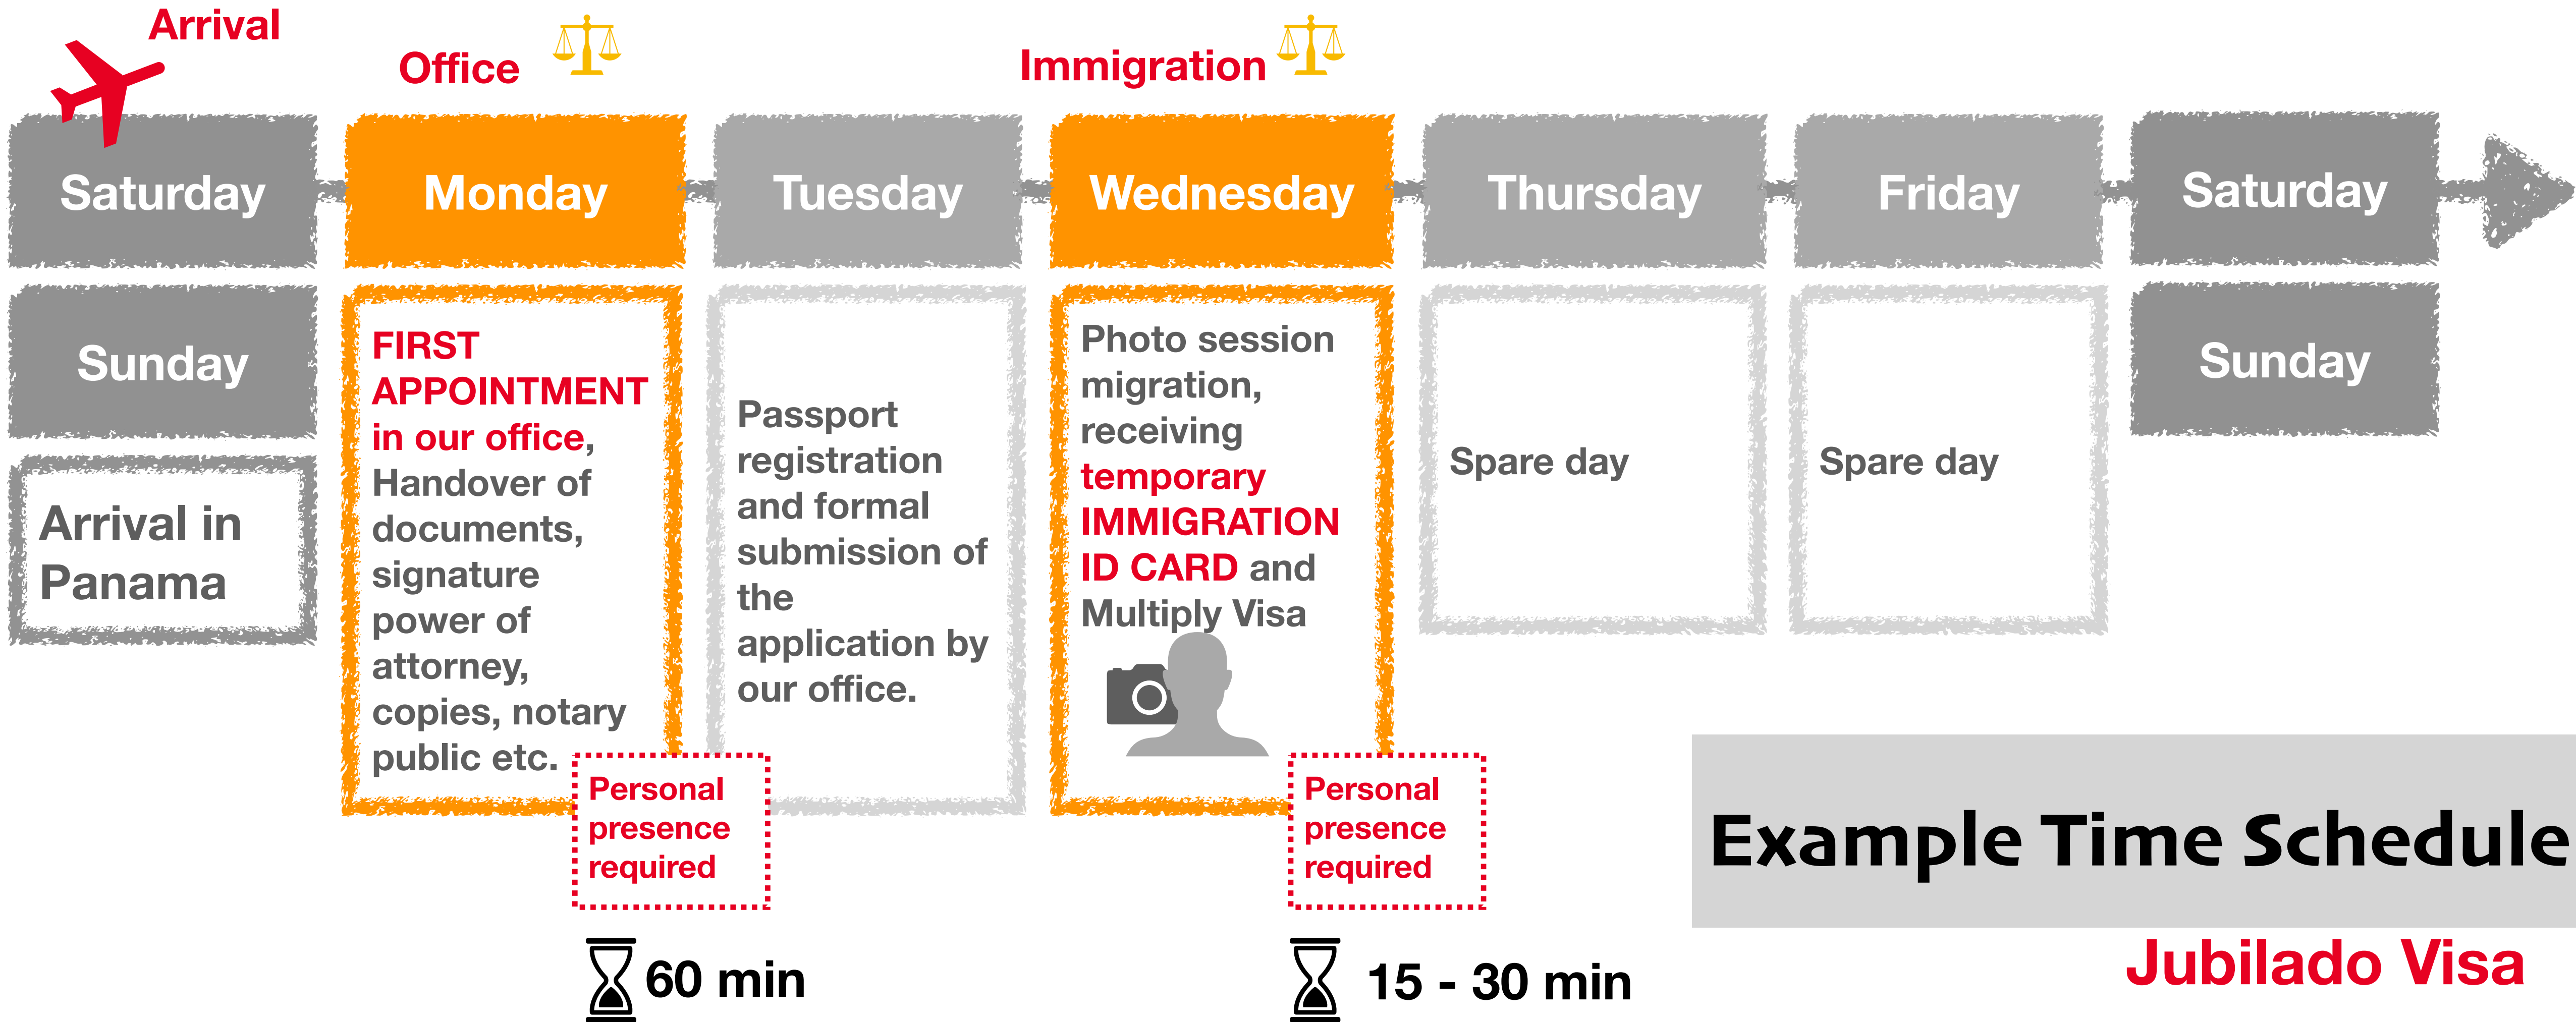 Arrival
Office
Immigration
Saturday
Monday
Tuesday
Wednesday
Thursday
Friday
Saturday
Sunday
Arrival in
Panama
FIRST
APPOINTMENT
in our office,
Handover of
documents,
signature
power of
attorney,
copies, notary
public etc.
Personal
presence
required
60 min
Passport
registration
and formal
submission of
the
application by
our office.
Photo session
migration,
receiving
temporary
IMMIGRATION
ID CARD and
Multiply Visa
Personal
presence
required
15 - 30 min
Spare day
Spare day
Sunday
Example Time Schedule
Jubilado Visa